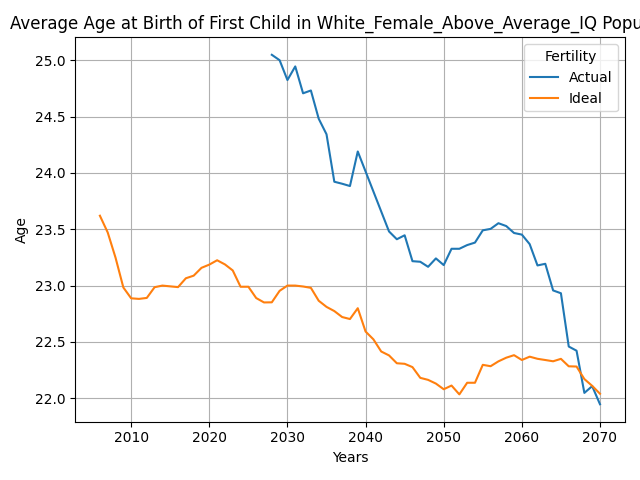 Average Age at Birth of First Child in White_Female_Above_Average_IQ Popu
Fertility
Actual
Ideal
25.0
24.5
24.0
23.5
23.0
22.5
22.0
Age
2010 2020 2030 2040 2050 2060 2070
Years